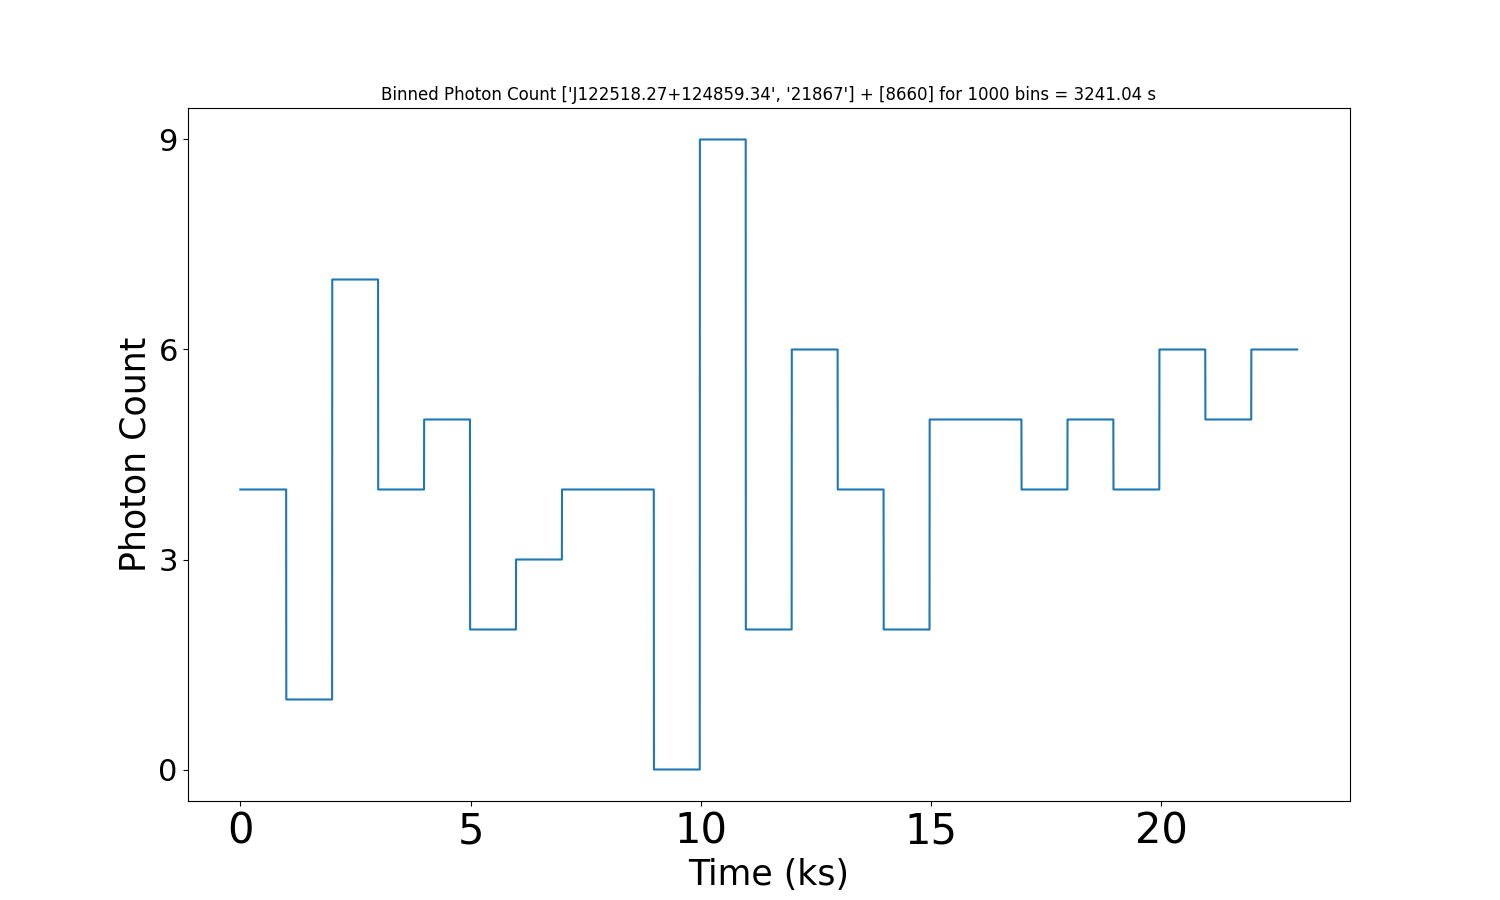 Binned Photon Count ['J122518.27+124859.34', '21867'] + [8660] for 1000 bins = 3241.04 s
9
6
3
0
Photon Count
0 5 10 15 20
Time (ks)